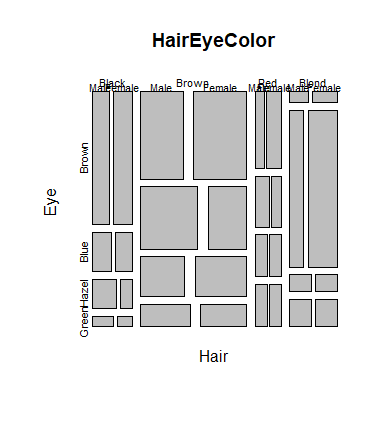 HairEyeColor
Black Brown Red Blond
Male Female Male Female Male Female Male Female
Eye
Brown
Blue
Hazel
Green
Hair